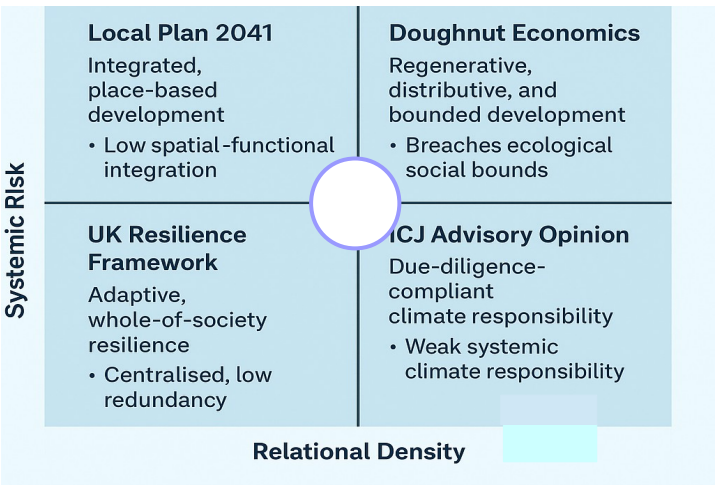 Local Plan 2041
Integrated,
place-based
development
• Low spatial-functional
integration
Doughnut Economics
Regenerative,
distributive, and
bounded development
• Breaches ecological
social bounds
UK Resilience
Framework
Adaptive,
whole-of-society
resilience
• Centralised, low
redundancy
ICJ Advisory Opinion
Due-diligence-
compliant
climate responsibility
• Weak systemic
climate responsibility
Systemic RIsk
Relational Density